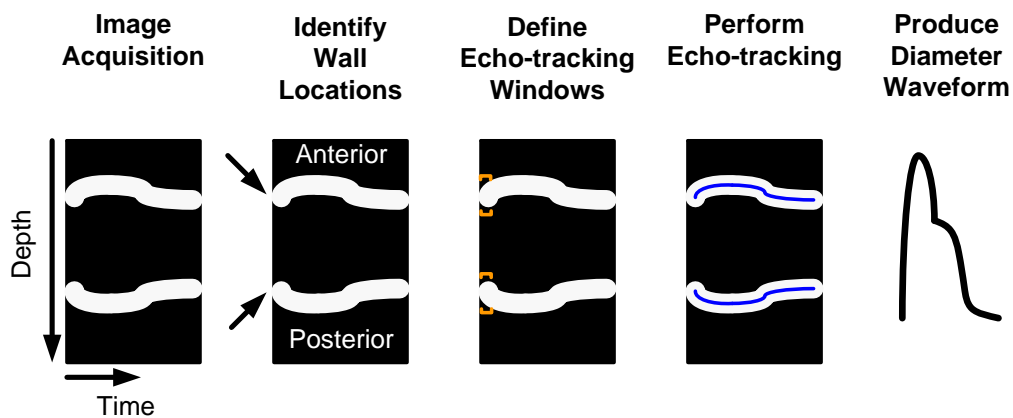 Image
Acquisition
Identify
Wall
Locations
Define
Echo-tracking
Windows
Perform
Echo-tracking
Produce
Diameter
Waveform
Depth
Time
Anterior
Posterior